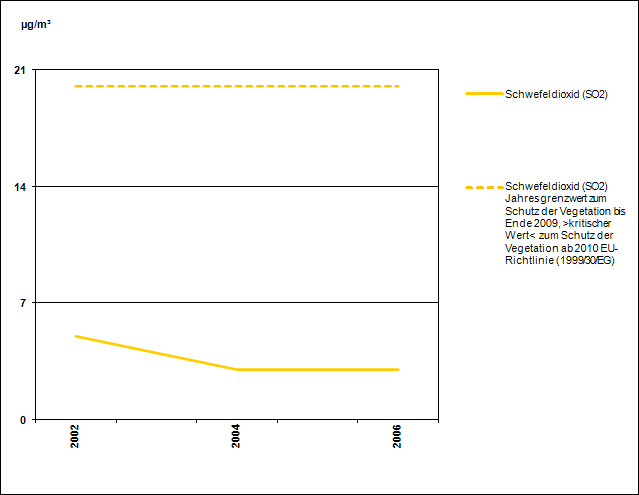 µg/m³
21
14
7
0
2002
2004
2006
Schwefeldioxid (SO2)
Schwefeldioxid (SO2)
Jahresgrenzwert zum
Schutz der Vegetation bis
Ende 2009, >kritischer
Wert< zum Schutz der
Vegetation ab 2010 EU-
Richtlinie (1999/30/EG)